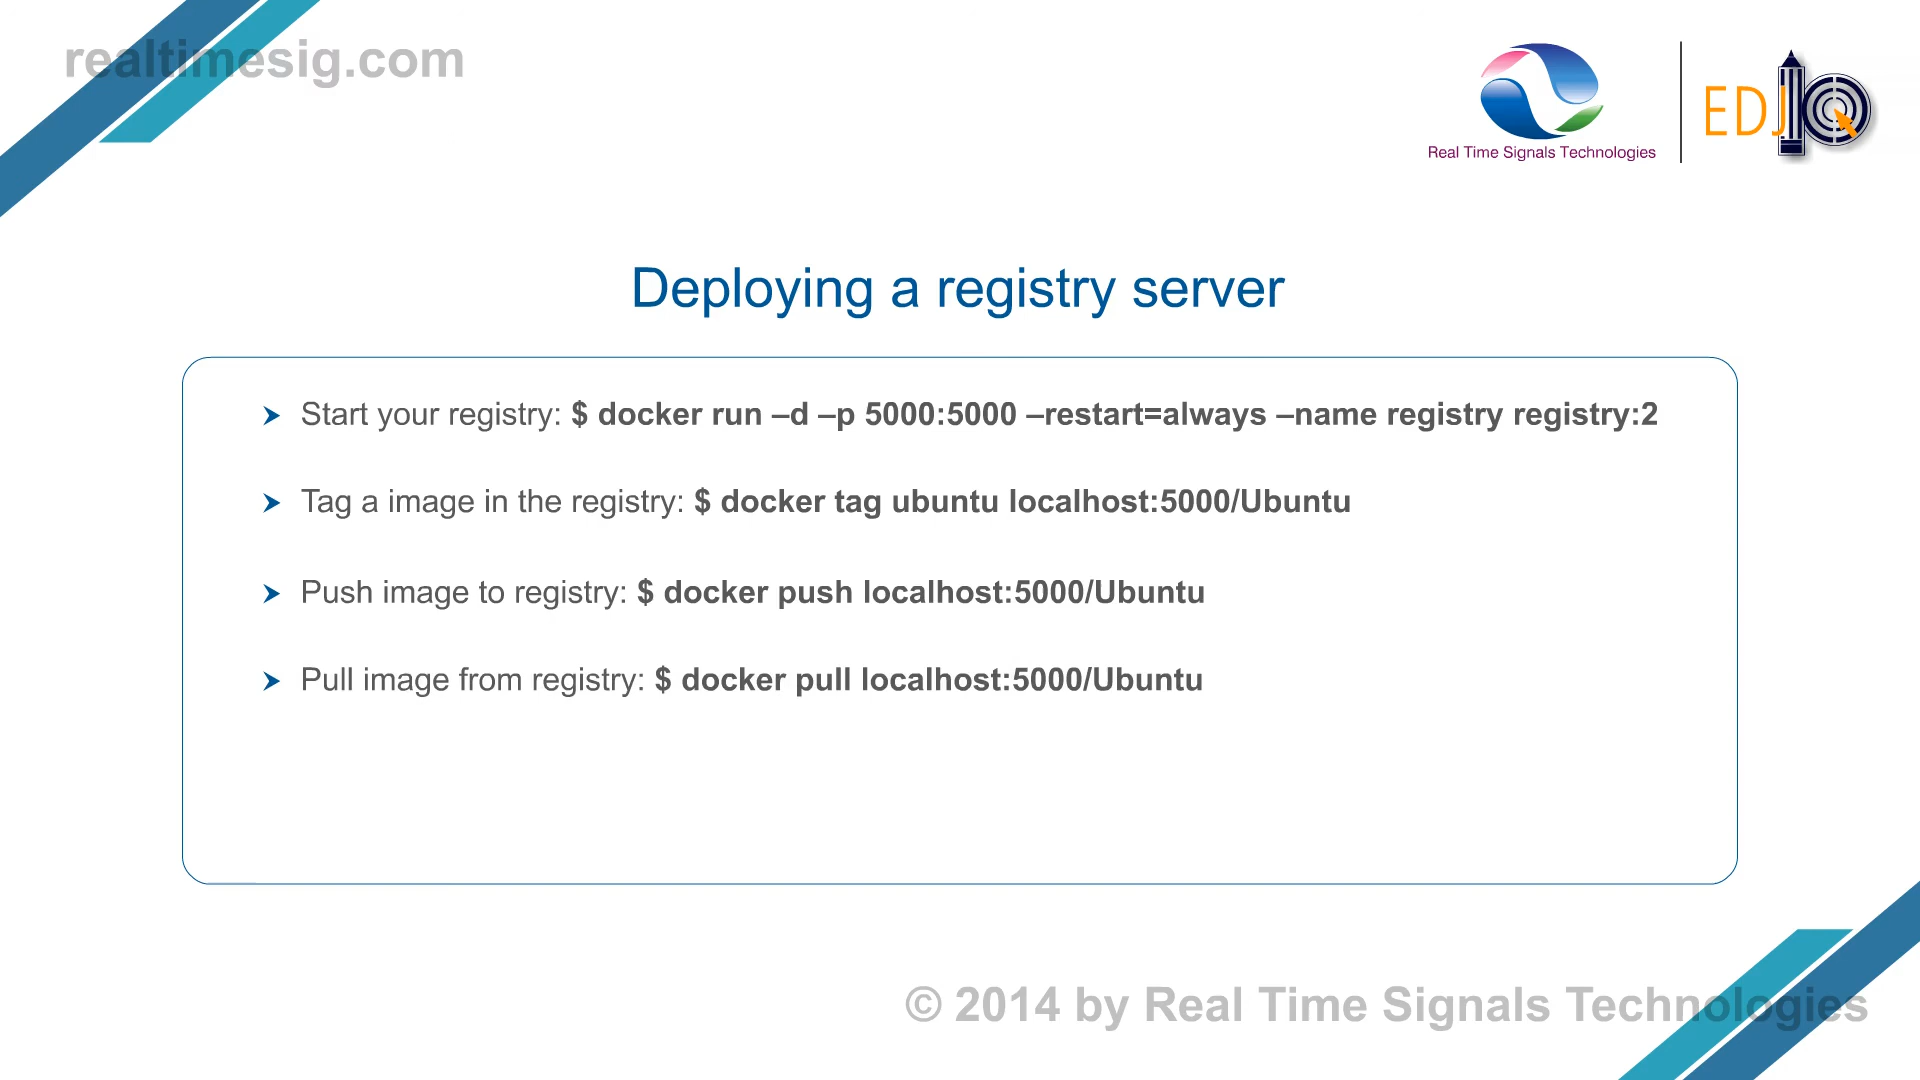 realtimesig.com
Real Time Signals Technologies
EDJIQ
Deploying a registry server
Start your registry: $ docker run –d –p 5000:5000 –restart=always –name registry registry:2
Tag a image in the registry: $ docker tag ubuntu localhost:5000/Ubuntu
Push image to registry: $ docker push localhost:5000/Ubuntu
Pull image from registry: $ docker pull localhost:5000/Ubuntu
© 2014 by Real Time Signals Technologies